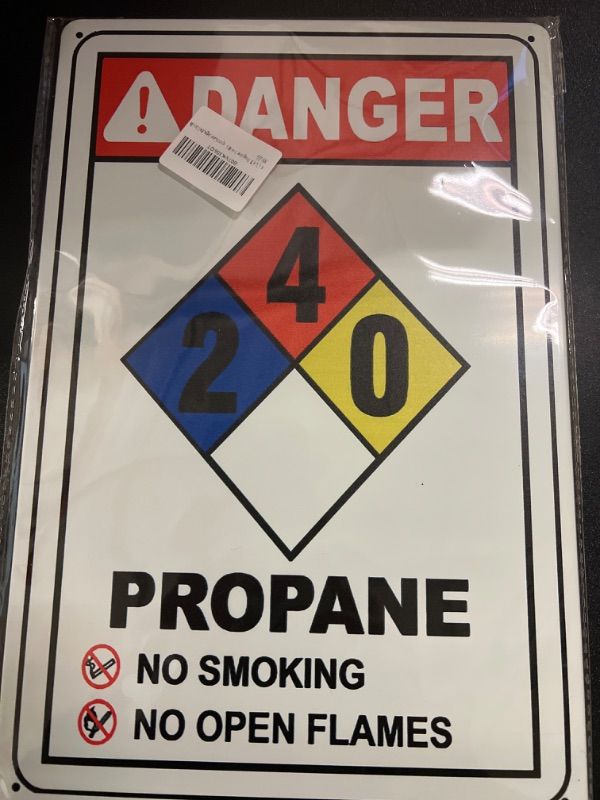 DANGER
4
2 0
PROPANE
NO SMOKING
NO OPEN FLAMES